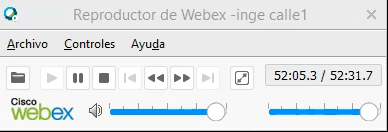 Reproductor de Webex -inge calle1
Archivo Controles Ayuda
52:05.3 / 52:31.7
Cisco
webex